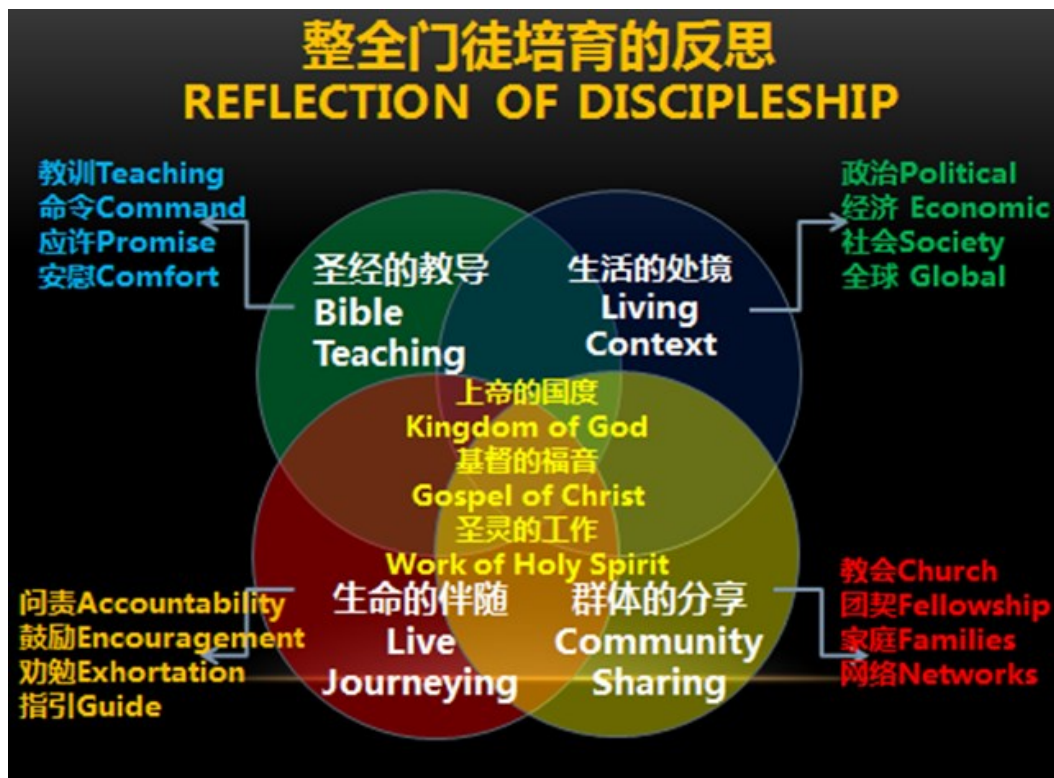 整全门徒培育的反思
REFLECTION OF DISCIPLESHIP
教训Teaching
命令Command
应许Promise
安慰Comfort
政治Political
经济 Economic
社会Society
全球 Global
圣经的教导
Bible
Teaching
生活的处境
Living
Context
上帝的国度
Kingdom of God
基督的福音
Gospel of Christ
圣灵的工作
Work of Holy Spirit
生命的伴随
Live
Journeying
群体的分享
Community
Sharing
问责Accountability
鼓励Encouragement
劝勉Exhortation
指引Guide
教会Church
团契Fellowship
家庭Families
网络Networks